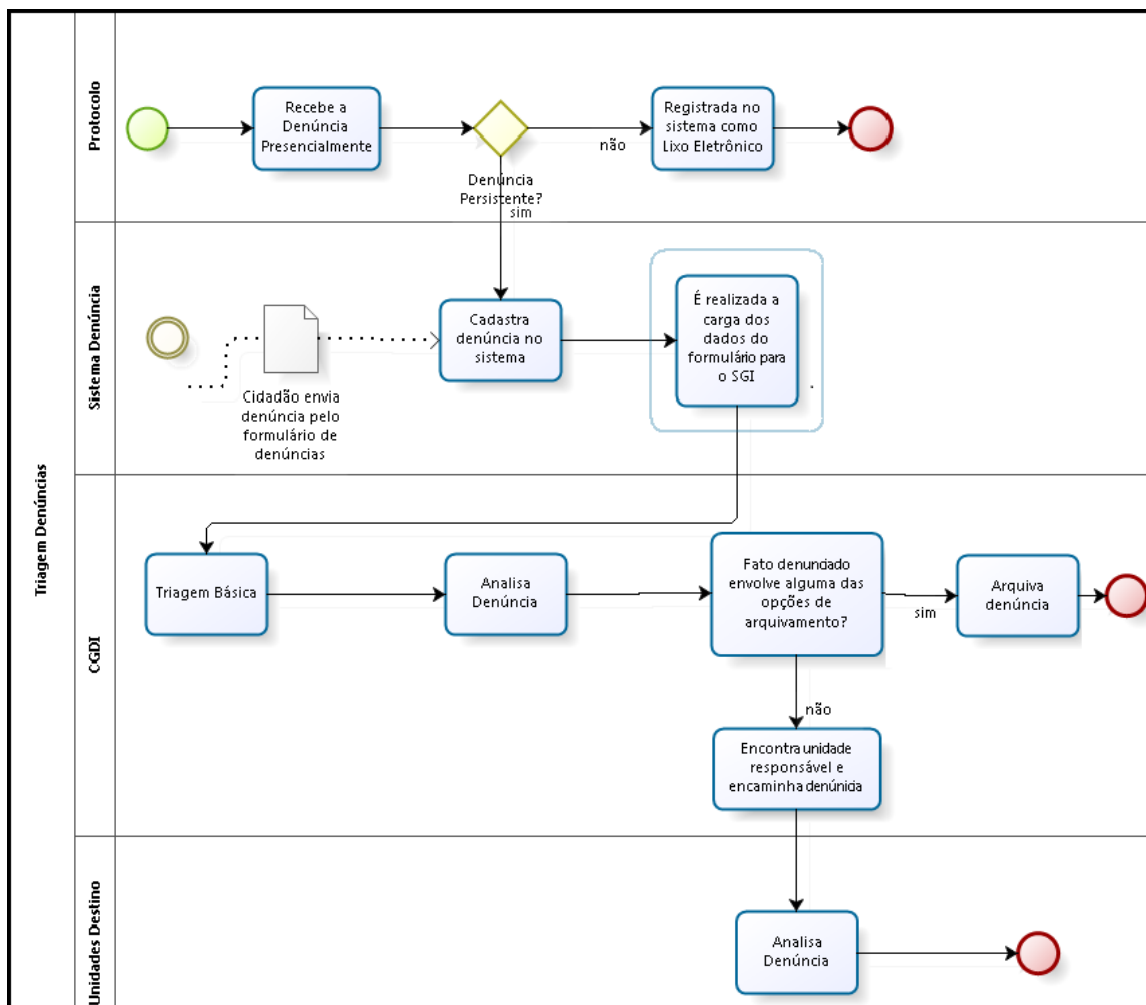 Triagem Denúncias
Protocolo
Recebe a
Denúncia
Presencialmente
Denúncia
Persistente?
sim
não
Registrada no
sistema como
Lixo Eletrônico
Sistema Denúncia
Cidadão envia
denúncia pelo
formulário de
denúncias
Cadastra
denúncia no
sistema
É realizada a
carga dos
dados do
formulário para
o SGI
CGDI
Triagem Básica
Analisa
Denúncia
Fato denunciado
envolve alguma das
opções de
arquivamento?
sim
Arquiva
denúncia
não
Encontra unidade
responsável e
encaminha denúnicia
Unidades Destino
Analisa
Denúncia